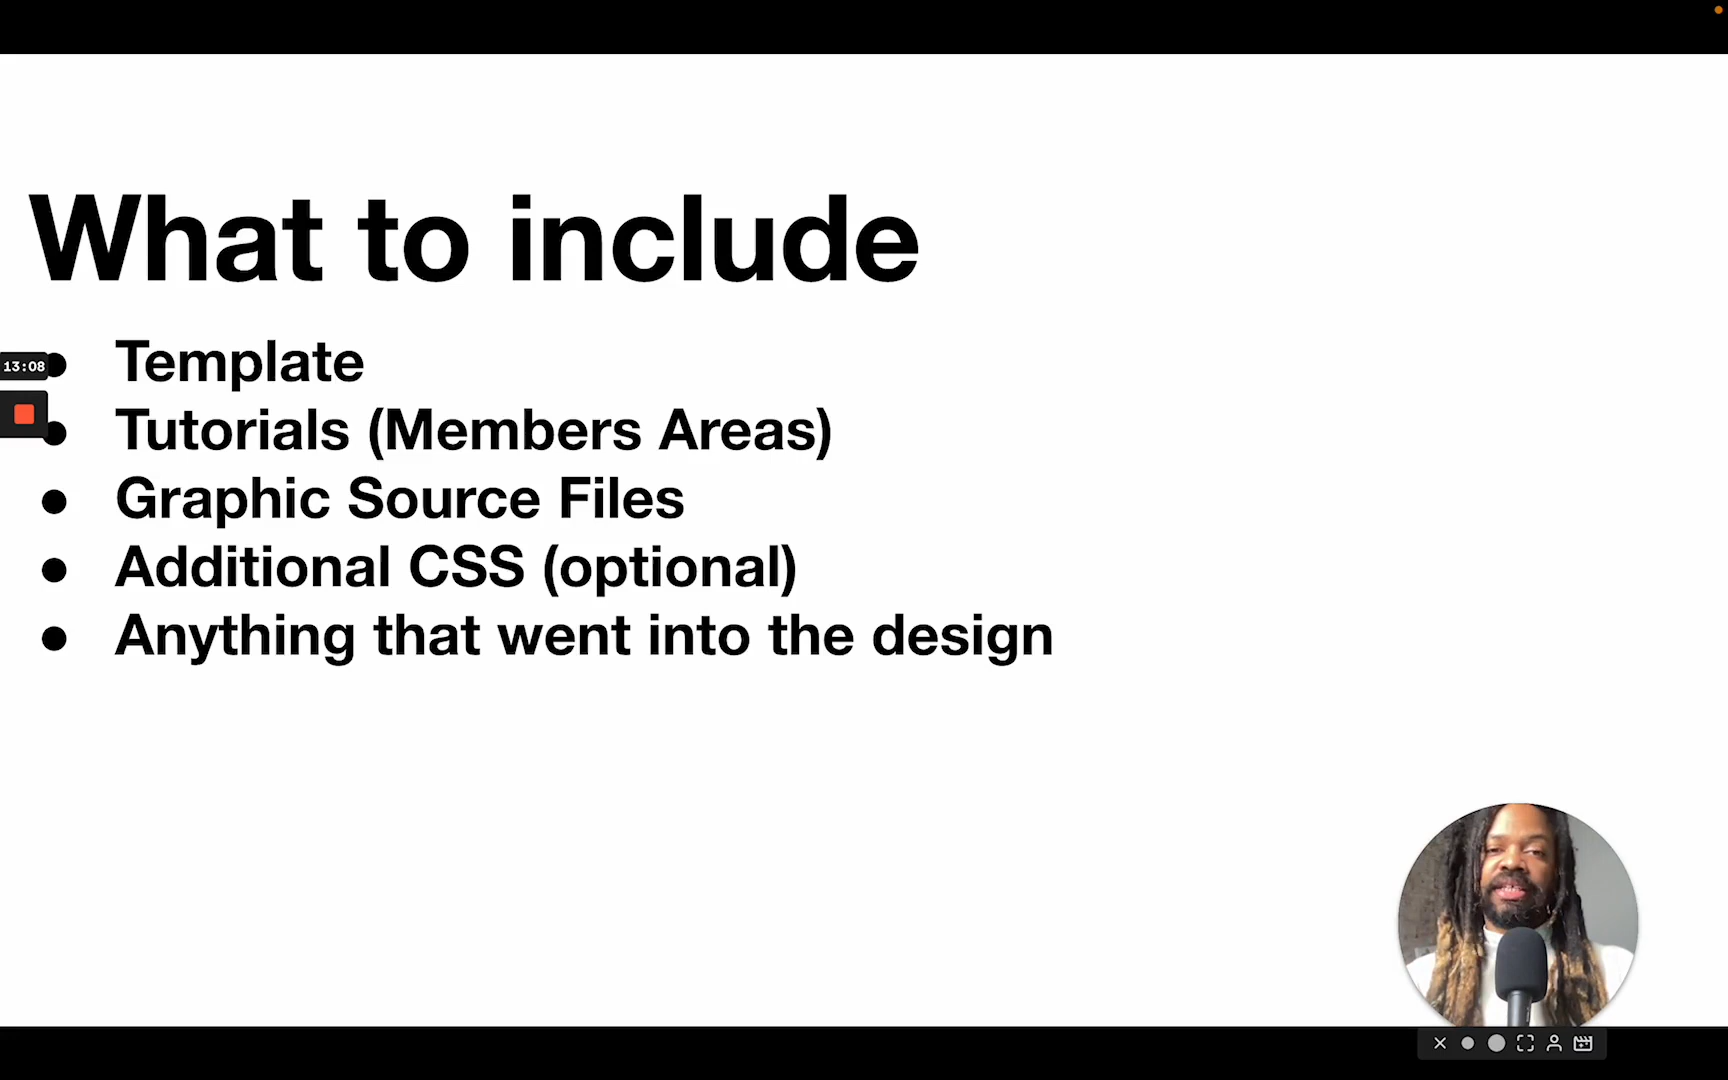 What to include
● Template
13:08
● Tutorials (Members Areas)
● Graphic Source Files
● Additional CSS (optional)
● Anything that went into the design